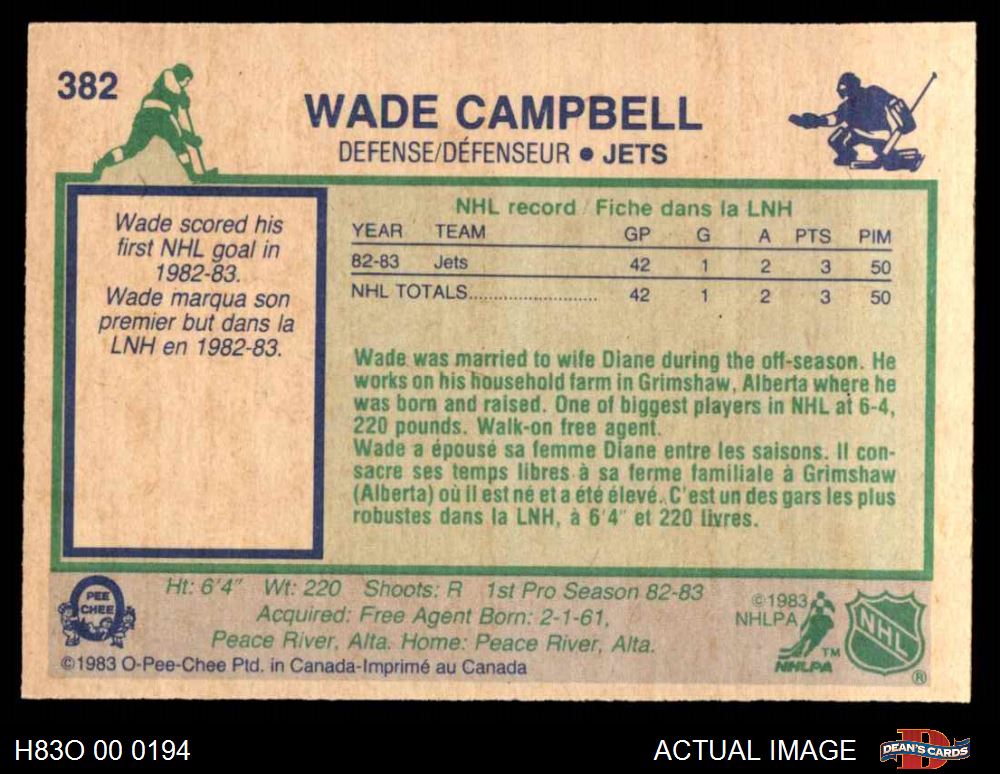 382
WADE CAMPBELL
DEFENSE/DÉFENSEUR • JETS
Wade scored his
first NHL goal in
1982-83.
Wade marqua son
premier but dans la
LNH en 1982-83.
NHL record / Fiche dans la LNH
YEAR TEAM GP G A PTS PIM
82-83 Jets 42 1 2 3 50
NHL TOTALS.......................... 42 1 2 3 50
Wade was married to wife Diane during the off-season. He
works on his household farm in Grimshaw, Alberta where he
was born and raised. One of biggest players in NHL at 6-4,
220 pounds. Walk-on free agent.
Wade a épousé sa femme Diane entre les saisons. Il con-
sacre ses temps libres à sa ferme familiale à Grimshaw
(Alberta) où il est né et a été élevé. C'est un des gars les plus
robustes dans la LNH, à 6'4" et 220 livres.
O PEE CHEE
Ht: 6'4" Wt: 220 Shoots: R 1st Pro Season 82-83
Acquired: Free Agent Born: 2-1-61,
Peace River, Alta. Home: Peace River, Alta.
©1983 O-Pee-Chee Ptd. in Canada-Imprimé au Canada
©1983
NHLPA
NHLPA
TM
NHL
®
H83O 00 0194
ACTUAL IMAGE
D
DEAN'S CARDS